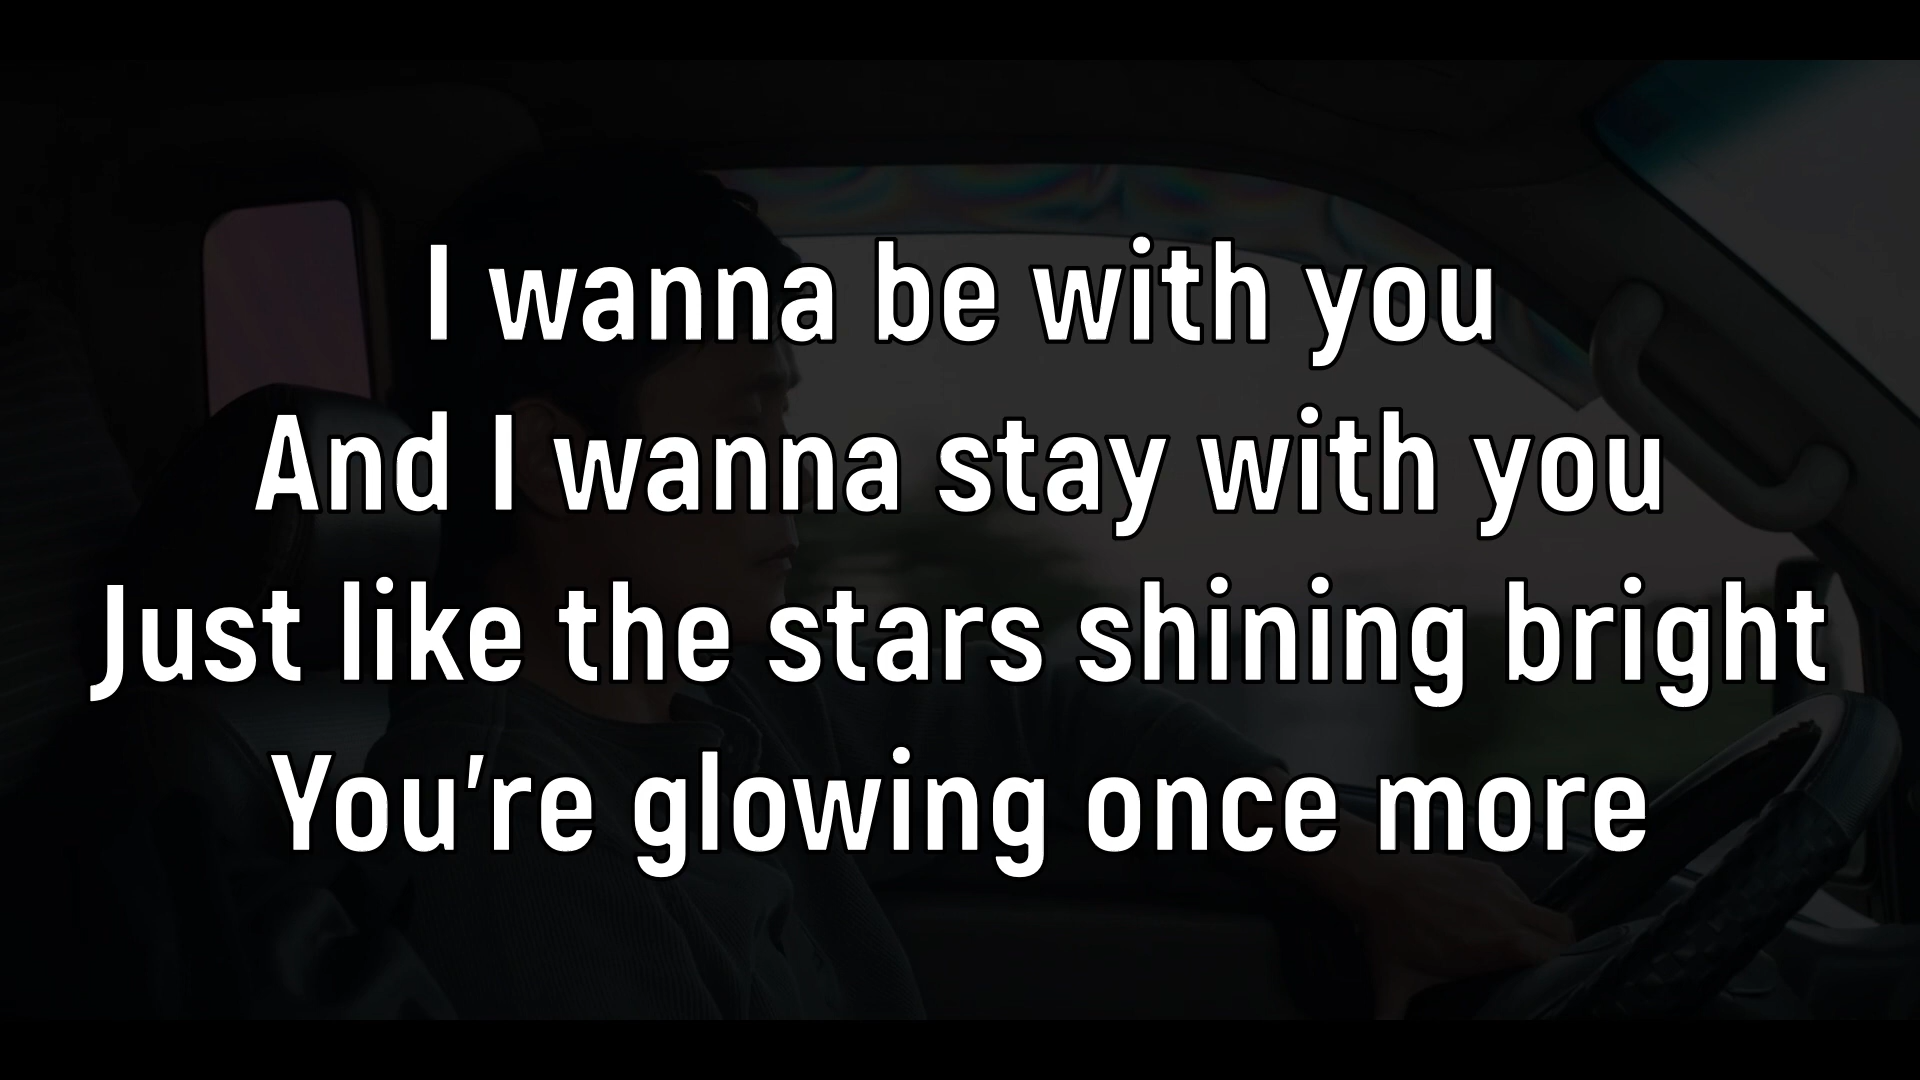 I wanna be with you
And I wanna stay with you
Just like the stars shining bright
You're glowing once more